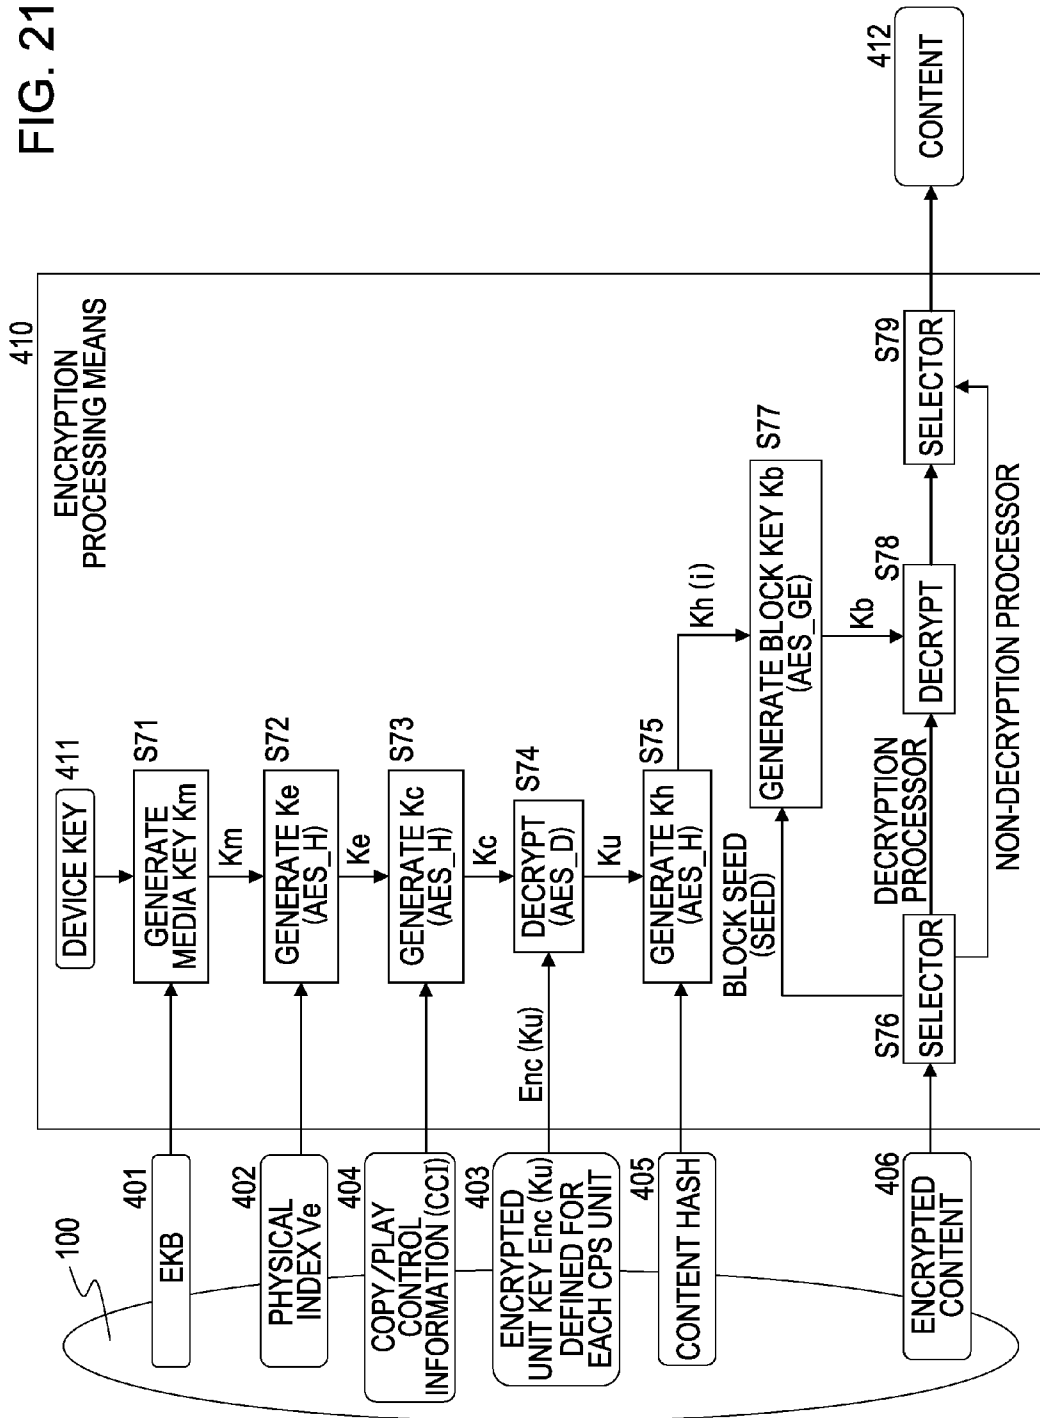 FIG. 21
100
401
EKB
402
PHYSICAL
INDEX Ve
404
COPY/PLAY
CONTROL
INFORMATION (CCI)
403
ENCRYPTED
UNIT KEY Enc (Ku)
DEFINED FOR
EACH CPS UNIT
405
CONTENT HASH
406
ENCRYPTED
CONTENT
410
ENCRYPTION
PROCESSING MEANS
DEVICE KEY
411
S71
GENERATE
MEDIA KEY Km
Km
S72
GENERATE Ke
(AES_H)
Ke
S73
GENERATE Kc
(AES_H)
Kc
Enc (Ku)
S74
DECRYPT
(AES_D)
Ku
S75
GENERATE Kh
(AES_H)
Kh (i)
BLOCK SEED
(SEED)
S77
GENERATE BLOCK KEY Kb
(AES_GE)
Kb
S76
SELECTOR
DECRYPTION
PROCESSOR
S78
DECRYPT
S79
SELECTOR
NON-DECRYPTION PROCESSOR
412
CONTENT